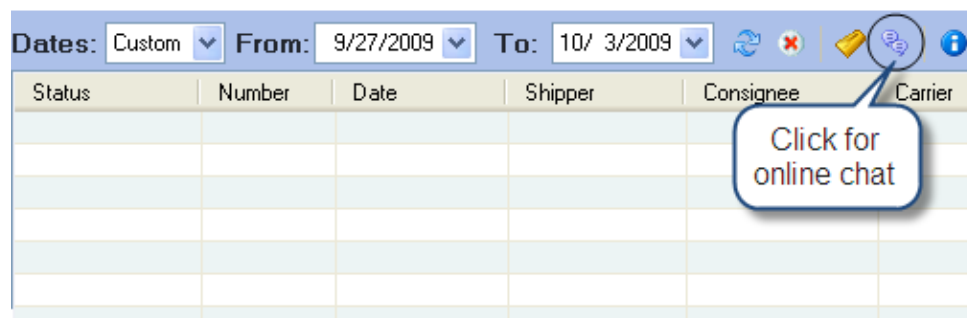 Dates: Custom From: 9/27/2009 To: 10/ 3/2009
Status Number Date Shipper Consignee Carrier
Click for
online chat